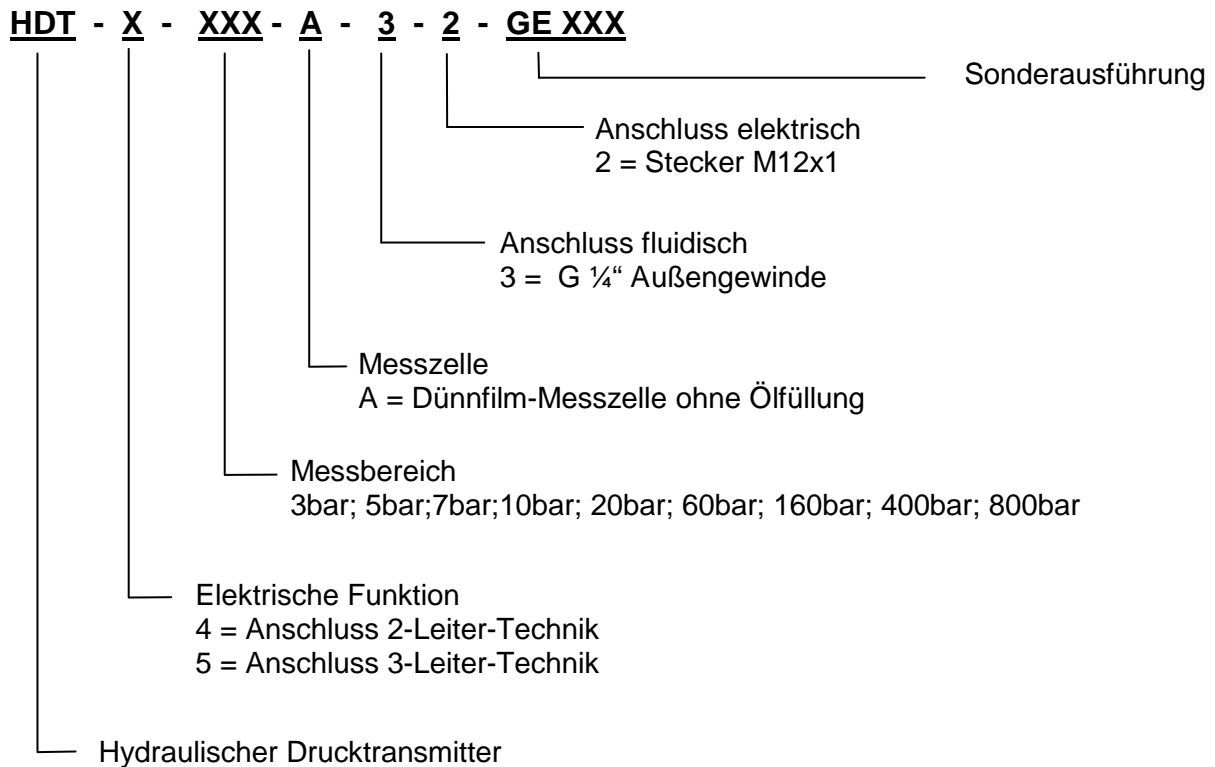 HDT - X - XXX - A - 3 - 2 - GE XXX
Sonderausführung
Anschluss elektrisch
2 = Stecker M12x1
Anschluss fluidisch
3 = G ¼“ Außengewinde
Messzelle
A = Dünnfilm-Messzelle ohne Ölfüllung
Messbereich
3bar; 5bar;7bar;10bar; 20bar; 60bar; 160bar; 400bar; 800bar
Elektrische Funktion
4 = Anschluss 2-Leiter-Technik
5 = Anschluss 3-Leiter-Technik
Hydraulischer Drucktransmitter